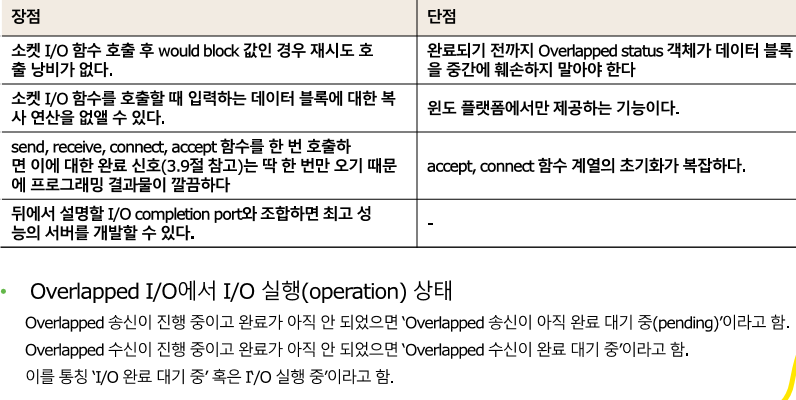 장점
단점
소켓 I/O 함수 호출 후 would block 값인 경우 재시도 호
출 낭비가 없다.
완료되기 전까지 Overlapped status 객체가 데이터 블록
을 중간에 훼손하지 말아야 한다
소켓 I/O 함수를 호출할 때 입력하는 데이터 블록에 대한 복
사 연산을 없앨 수 있다.
윈도 플랫폼에서만 제공하는 기능이다.
send, receive, connect, accept 함수를 한 번 호출하
면 이에 대한 완료 신호(3.9절 참고)는 딱 한 번만 오기 때문
에 프로그래밍 결과물이 깔끔하다
accept, connect 함수 계열의 초기화가 복잡하다.
뒤에서 설명할 I/O completion port와 조합하면 최고 성
능의 서버를 개발할 수 있다.
-
• Overlapped I/O에서 I/O 실행(operation) 상태
Overlapped 송신이 진행 중이고 완료가 아직 안 되었으면 ‘Overlapped 송신이 아직 완료 대기 중(pending)’이라고 함.
Overlapped 수신이 진행 중이고 완료가 아직 안 되었으면 ‘Overlapped 수신이 완료 대기 중’이라고 함.
이를 통칭 ‘I/O 완료 대기 중’ 혹은 I’/O 실행 중’이라고 함.